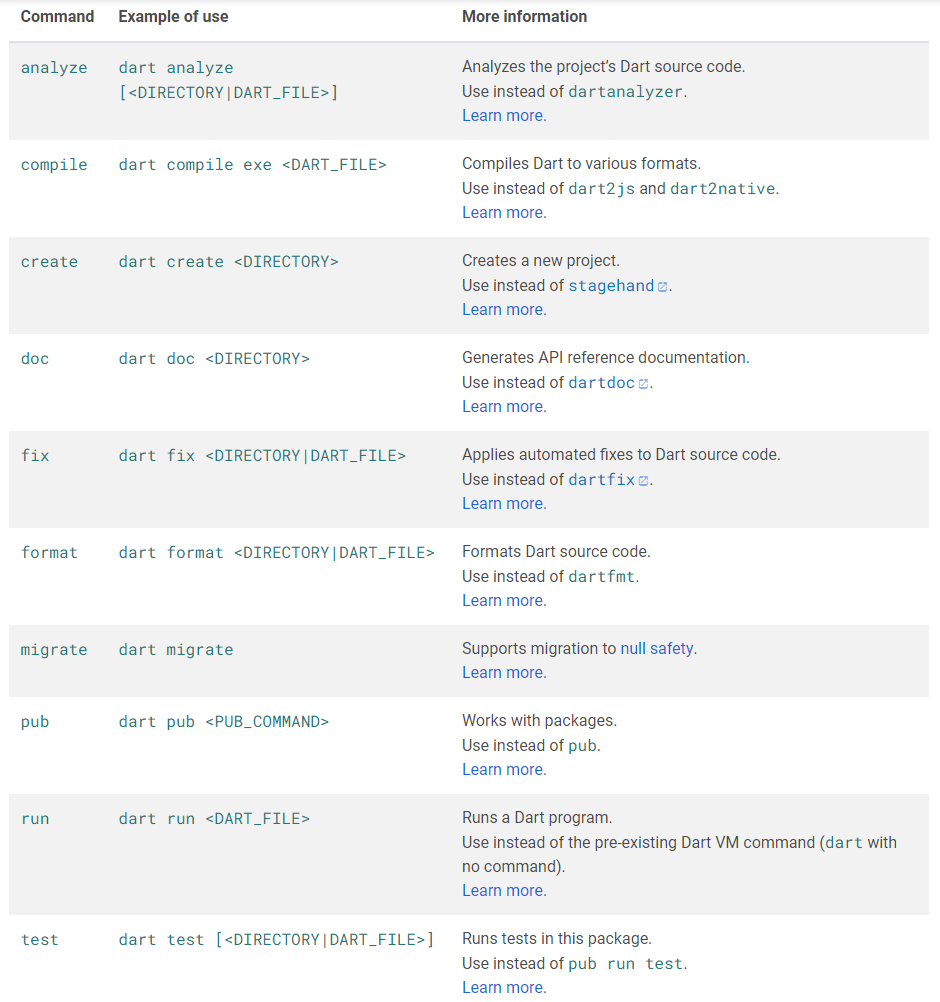 Command Example of use More information
analyze dart analyze Analyzes the project’s Dart source code.
[<DIRECTORY|DART_FILE>] Use instead of dartanalyzer.
Learn more.
compile dart compile exe <DART_FILE> Compiles Dart to various formats.
Use instead of dart2js and dart2native.
Learn more.
create dart create <DIRECTORY> Creates a new project.
Use instead of stagehand.
Learn more.
doc dart doc <DIRECTORY> Generates API reference documentation.
Use instead of dartdoc.
Learn more.
fix dart fix <DIRECTORY|DART_FILE> Applies automated fixes to Dart source code.
Use instead of dartfix.
Learn more.
format dart format <DIRECTORY|DART_FILE> Formats Dart source code.
Use instead of dartfmt.
Learn more.
migrate dart migrate Supports migration to null safety.
Learn more.
pub dart pub <PUB_COMMAND> Works with packages.
Use instead of pub.
Learn more.
run dart run <DART_FILE> Runs a Dart program.
Use instead of the pre-existing Dart VM command (dart with
no command).
Learn more.
test dart test [<DIRECTORY|DART_FILE>] Runs tests in this package.
Use instead of pub run test.
Learn more.